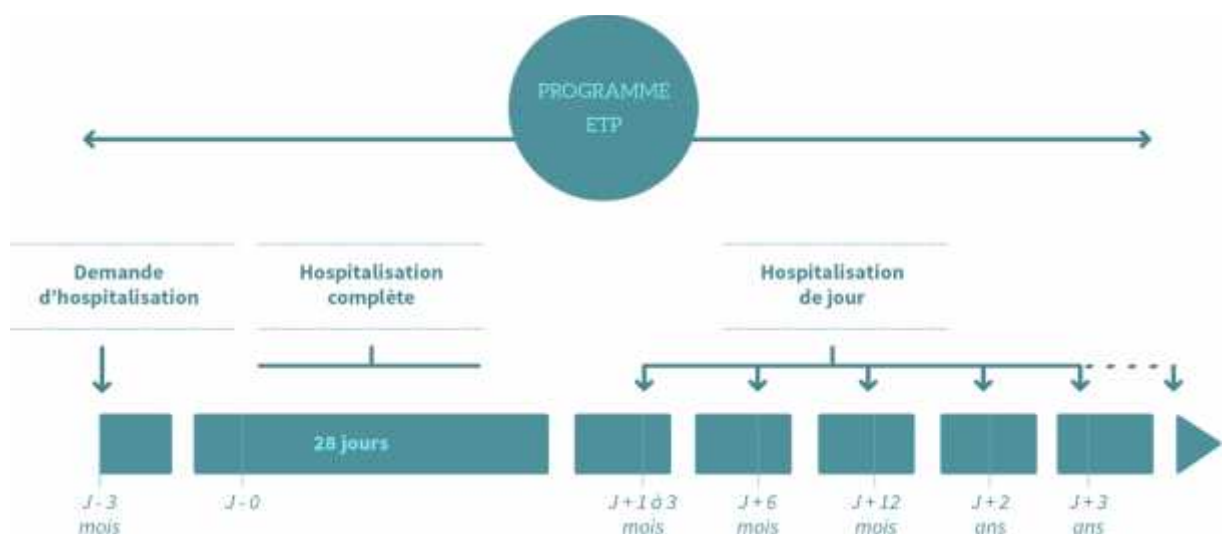 PROGRAMME
ETP
Demande
d'hospitalisation
Hospitalisation
complète
Hospitalisation
de jour
28 jours
J - 3
mois
J - 0
J + 1 à 3
mois
J + 6
mois
J + 12
mois
J + 2
ans
J + 3
ans